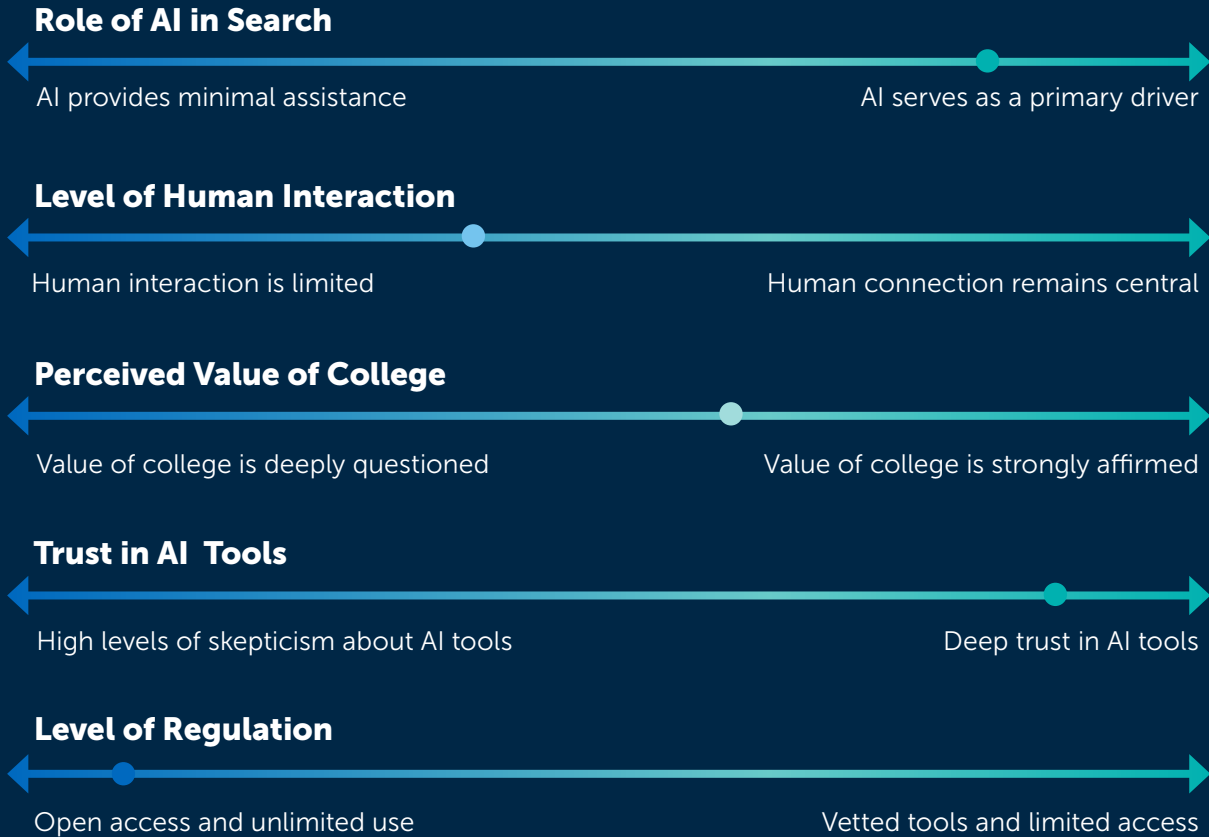 Role of AI in Search
AI provides minimal assistance
AI serves as a primary driver
Level of Human Interaction
Human interaction is limited
Human connection remains central
Perceived Value of College
Value of college is deeply questioned
Value of college is strongly affirmed
Trust in AI  Tools
High levels of skepticism about AI tools
Deep trust in AI tools
Level of Regulation
Open access and unlimited use
Vetted tools and limited access